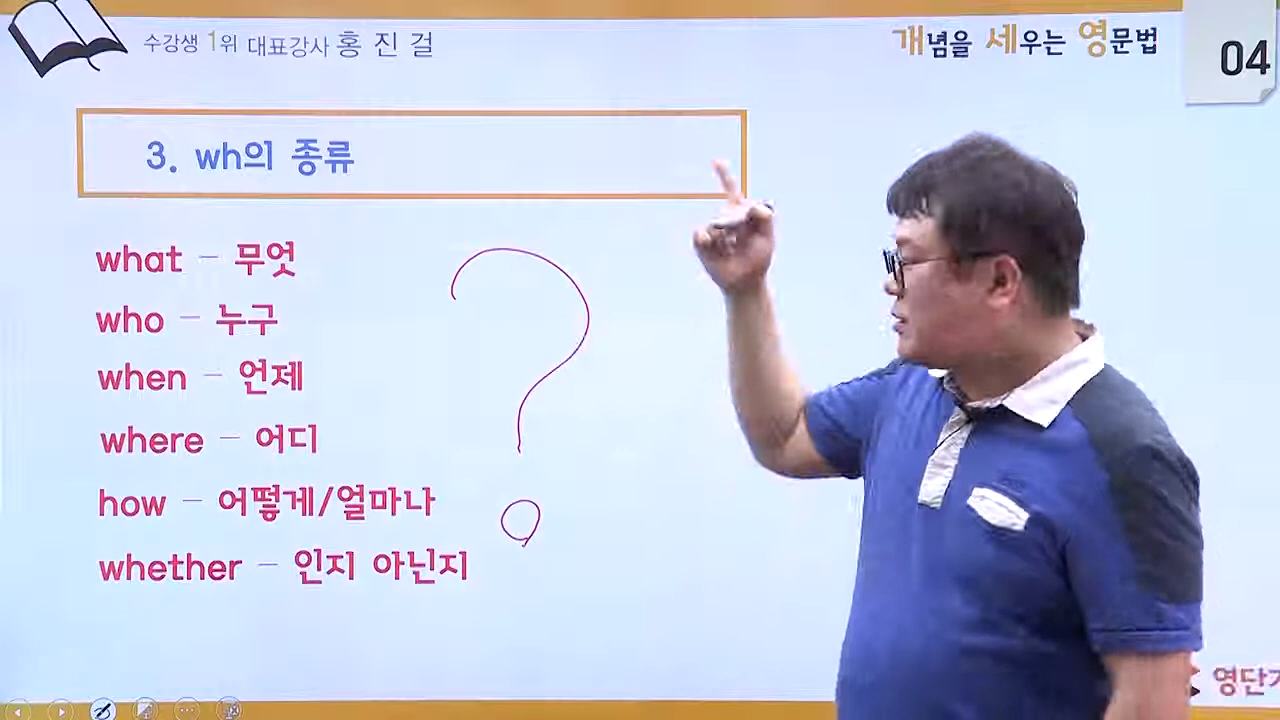 수강생 1위 대표강사 홍 진 걸
개념을 세우는 영문법
04
3. wh의 종류
what - 무엇
who - 누구
when - 언제
where - 어디
how - 어떻게/얼마나
whether - 인지 아닌지
?
영단기